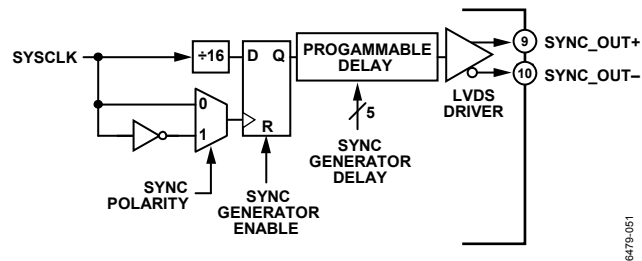 SYSCLK
÷16
D Q
R
0
1
SYNC
POLARITY
SYNC
GENERATOR
ENABLE
PROGAMMABLE
DELAY
5
SYNC
GENERATOR
DELAY
LVDS
DRIVER
9 SYNC_OUT+
10 SYNC_OUT–
6479-051